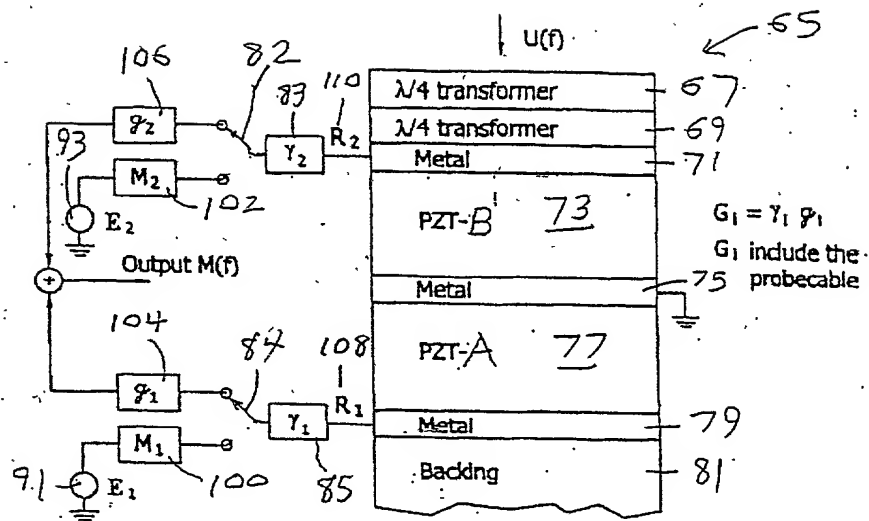 U(f)
65
106
82
110
λ/4 transformer
67
83
g₂
λ/4 transformer
69
R₂
γ₂
Metal
71
93
M₂
102
E₂
PZT-B' 73
G₁ = γ₁ g₁
G₁ include the
probecable
Output M(f)
Metal
75
104
108
84
PZT-A 77
g₁
R₁
γ₁
Metal
79
M₁
Backing
81
91
E₁
100
85